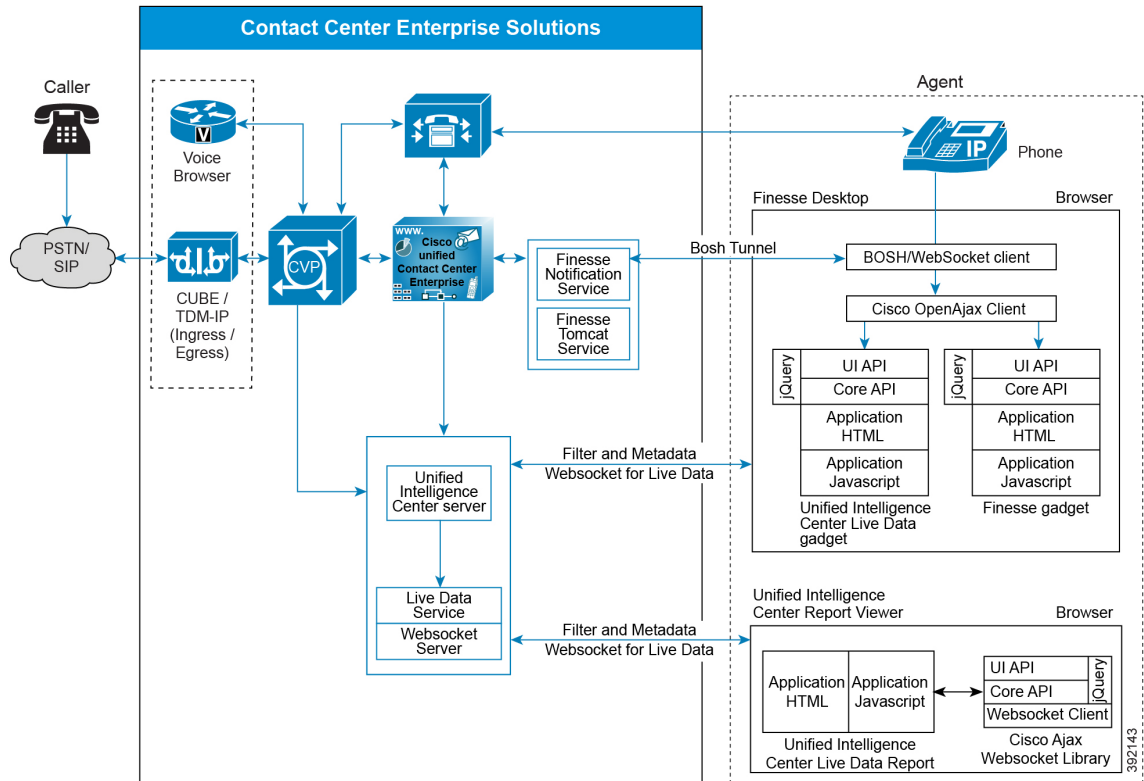 Contact Center Enterprise Solutions
Caller
Agent
V
Voice
Browser
IP
Phone
PSTN/
SIP
CUBE /
TDM-IP
(Ingress /
Egress)
CVP
www.
Cisco
unified
Contact Center
Enterprise
Finesse
Notification
Service
Finesse
Tomcat
Service
Bosh Tunnel
Finesse Desktop
Browser
BOSH/WebSocket client
Cisco OpenAjax Client
jQuery
UI API
Core API
Application
HTML
Application
Javascript
Unified Intelligence
Center Live Data
gadget
jQuery
UI API
Core API
Application
HTML
Application
Javascript
Finesse gadget
Filter and Metadata
Websocket for Live Data
Unified
Intelligence
Center server
Live Data
Service
Websocket
Server
Filter and Metadata
Websocket for Live Data
Unified Intelligence
Center Report Viewer
Browser
Application
HTML
Application
Javascript
Unified Intelligence
Center Live Data Report
UI API
Core API
jQuery
Websocket Client
Cisco Ajax
Websocket Library
392143